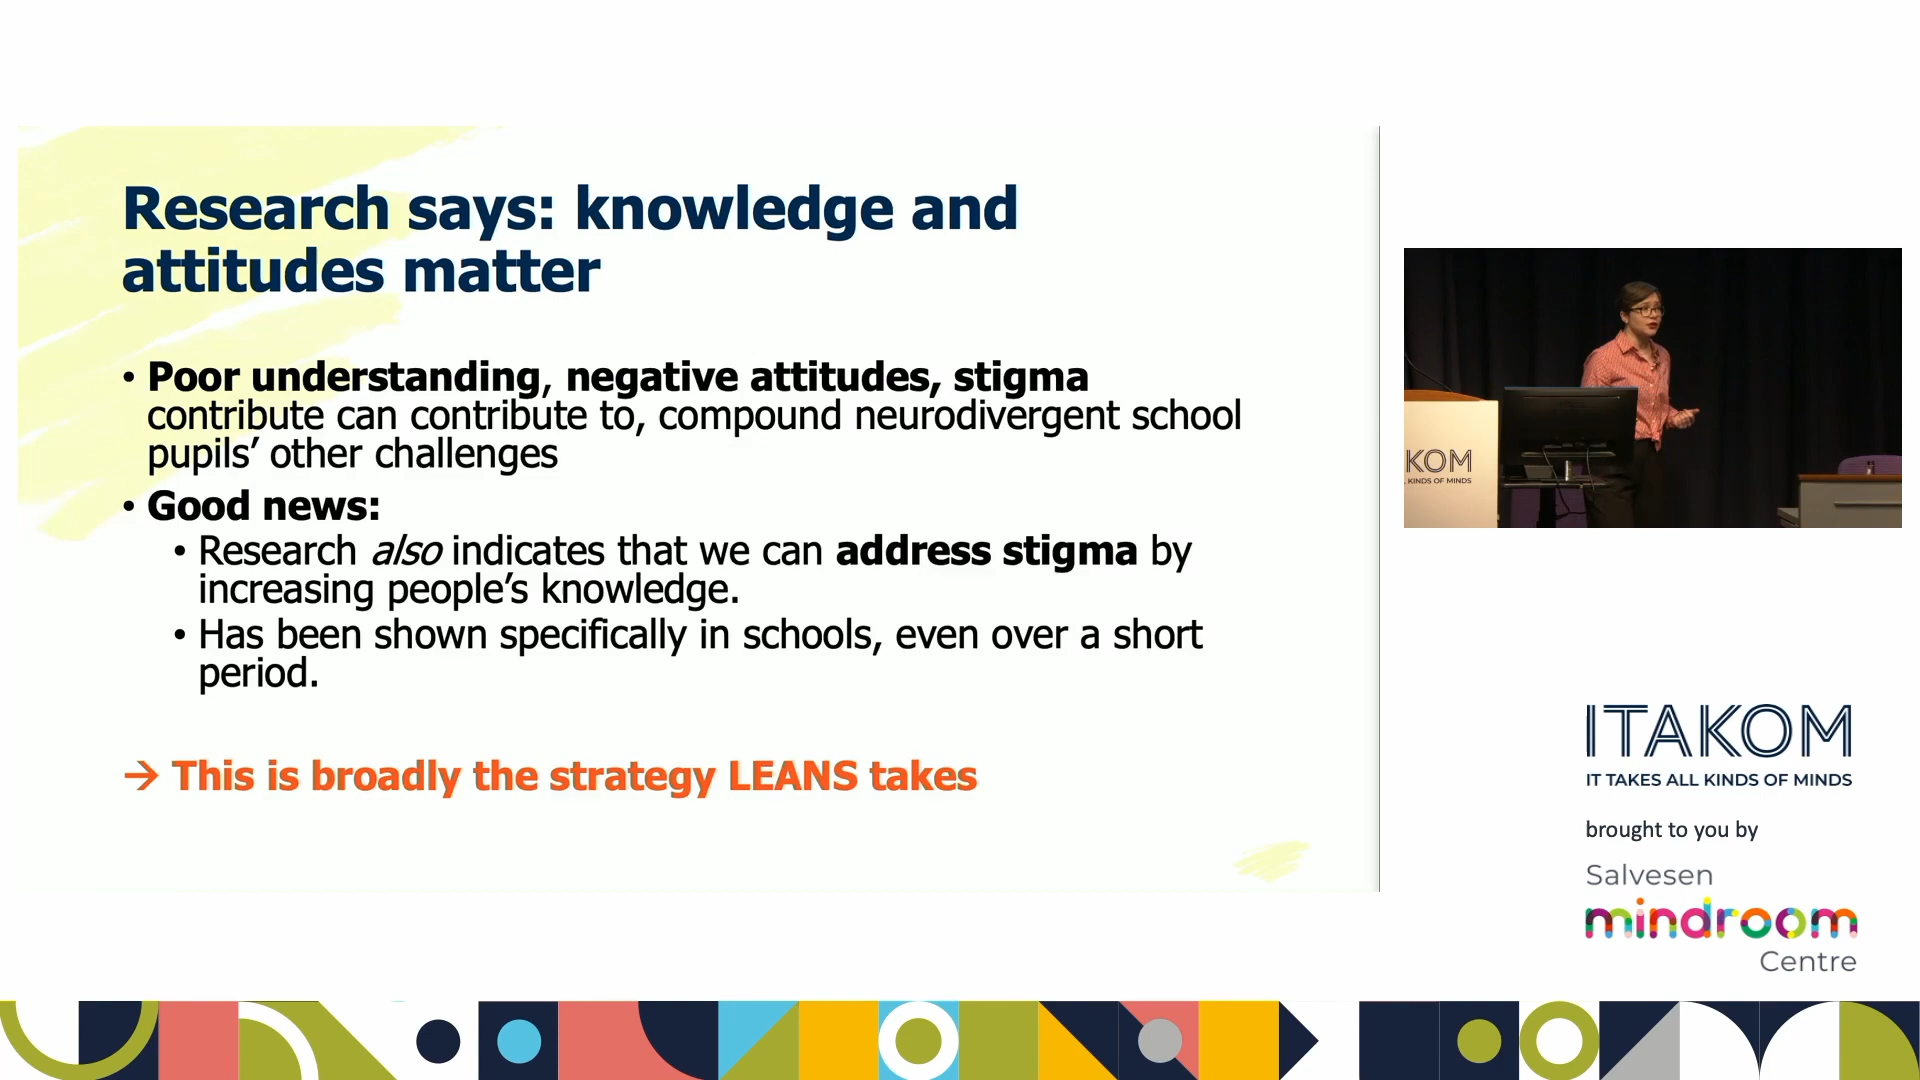 Research says: knowledge and
attitudes matter
• Poor understanding, negative attitudes, stigma
contribute can contribute to, compound neurodivergent school
pupils’ other challenges
• Good news:
• Research also indicates that we can address stigma by
increasing people’s knowledge.
• Has been shown specifically in schools, even over a short
period.
→ This is broadly the strategy LEANS takes
KOM
L KINDS OF MINDS
ITAKOM
IT TAKES ALL KINDS OF MINDS
brought to you by
Salvesen
mindroom
Centre